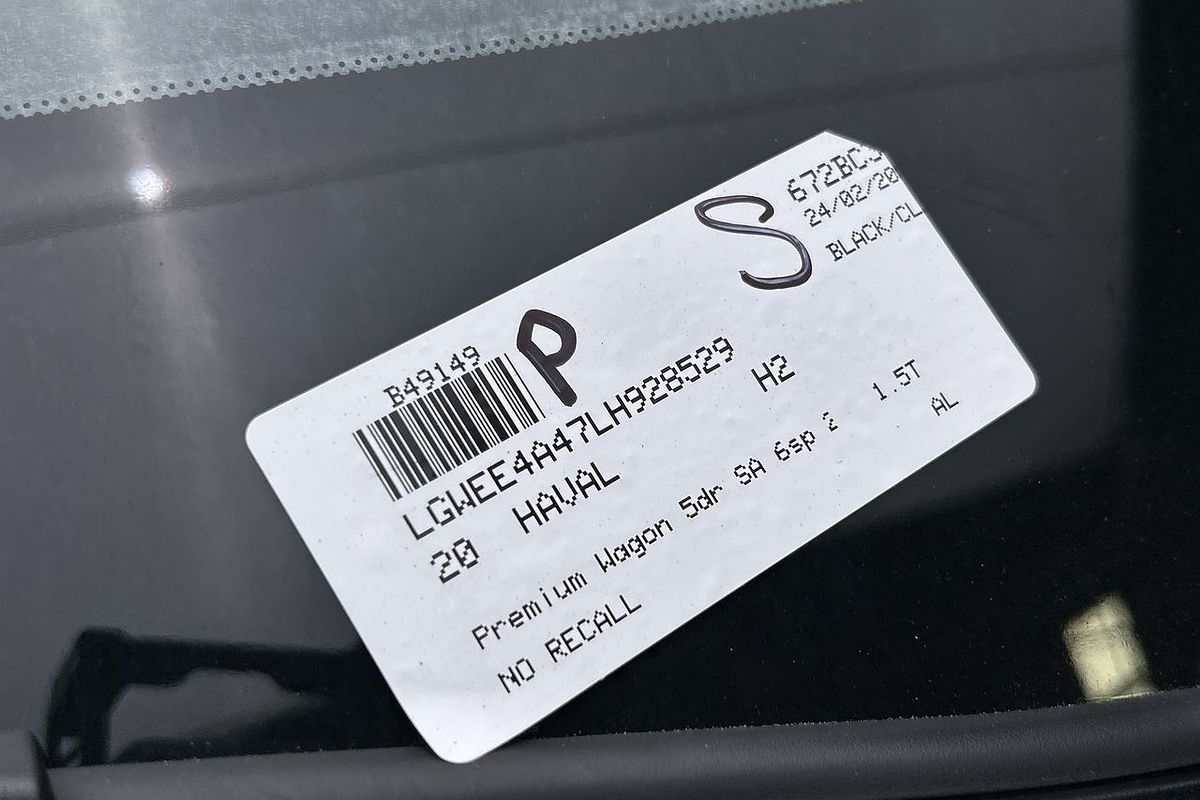 S
672BC
24/02/20
BLACK/CL
B49149
P
LGWEE4A47LH928529
20 HAVAL H2
Premium Wagon 5dr SA 6sp 2 1.5T
NO RECALL AL